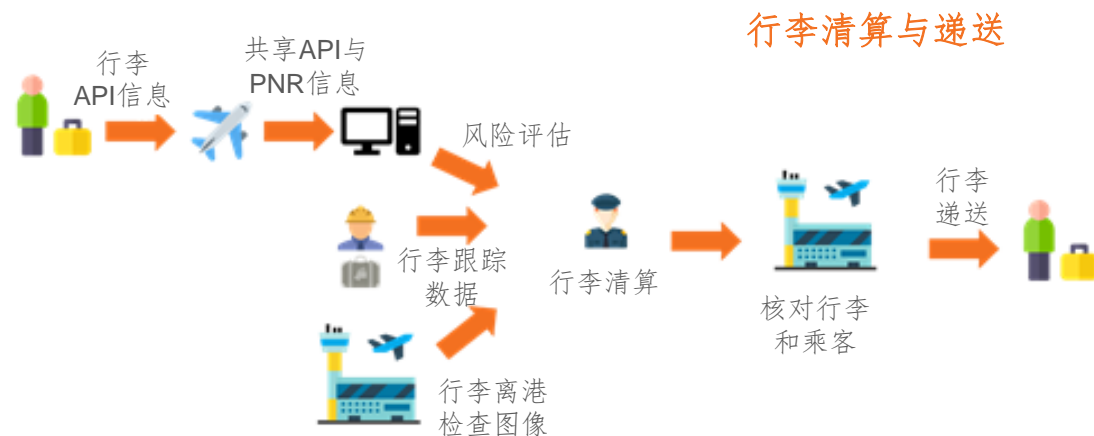 行李清算与递送
行李
API信息
共享API与
PNR信息
风险评估
行李跟踪
数据
行李离港
检查图像
行李清算
核对行李
和乘客
行李
递送